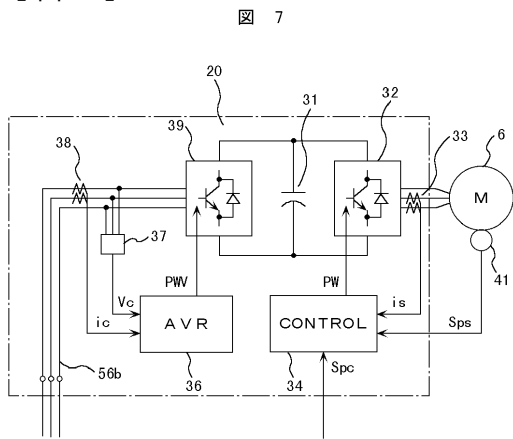 図 7
20
31
32
39
38
33
6
M
37
41
PWV
PW
Vc
ic
AVR
CONTROL
is
Sps
56b
36
34
Spc